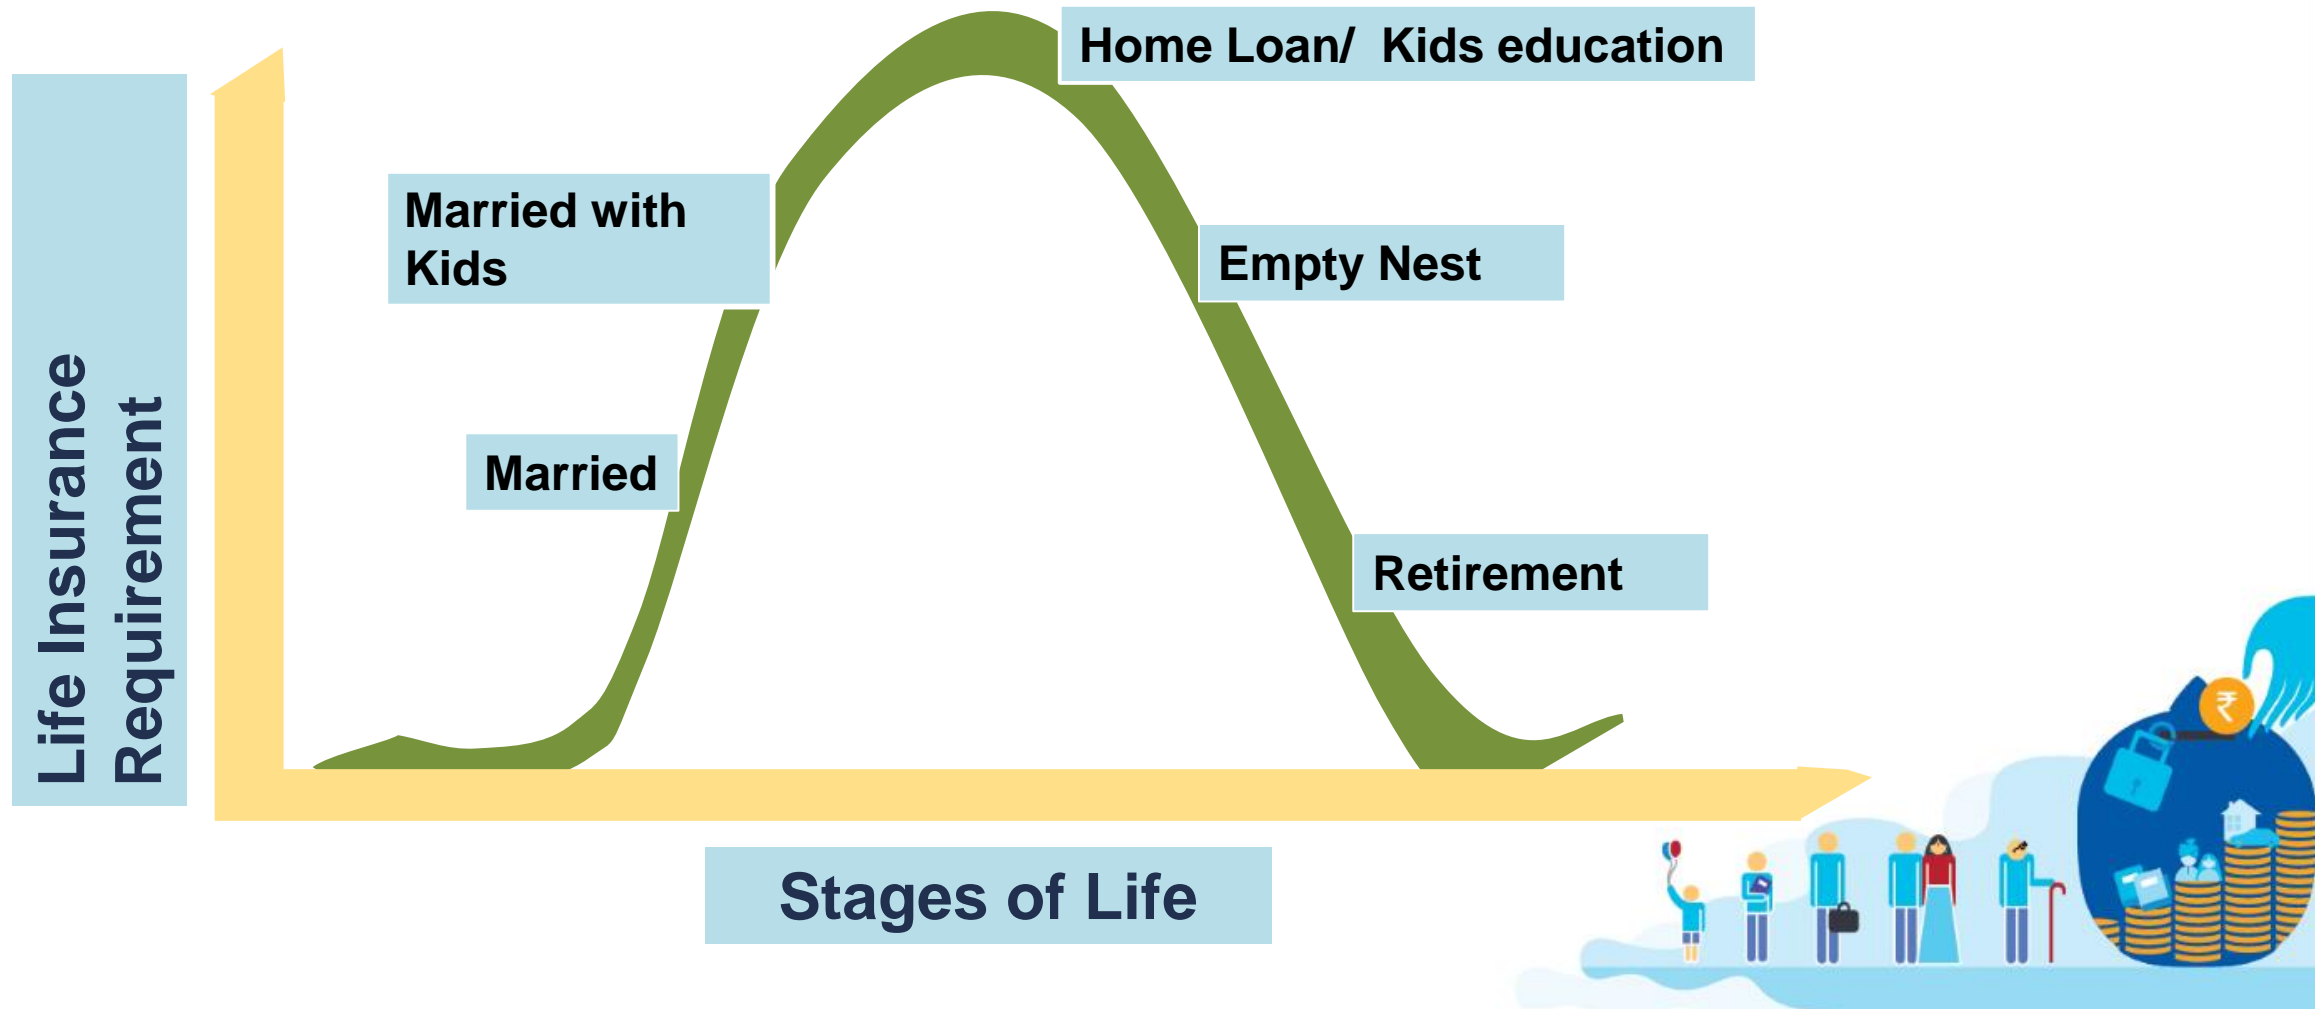 Home Loan/  Kids education
Married with
Kids
Empty Nest
Married
Retirement
Life Insurance
Requirement
Stages of Life
₹